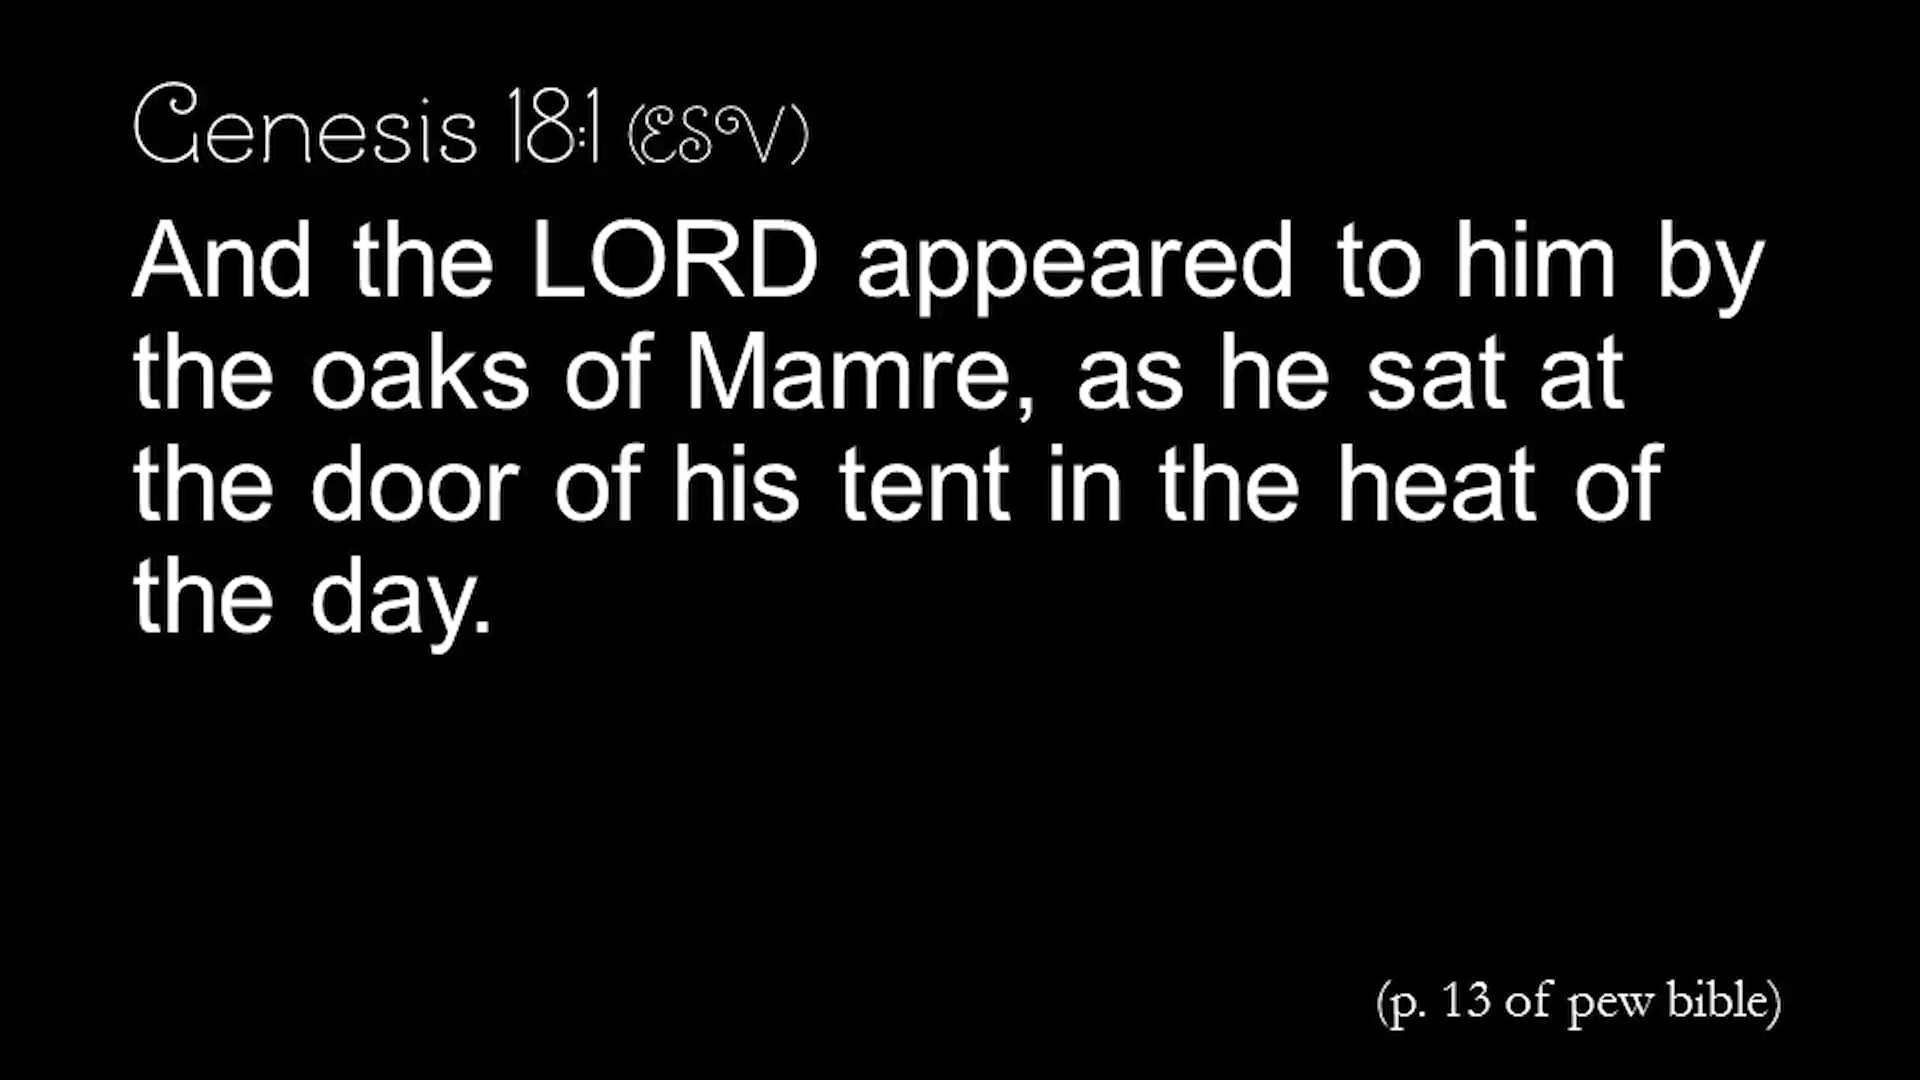 Genesis 18:1 (ESV)
And the LORD appeared to him by
the oaks of Mamre, as he sat at
the door of his tent in the heat of
the day.
(p. 13 of pew bible)